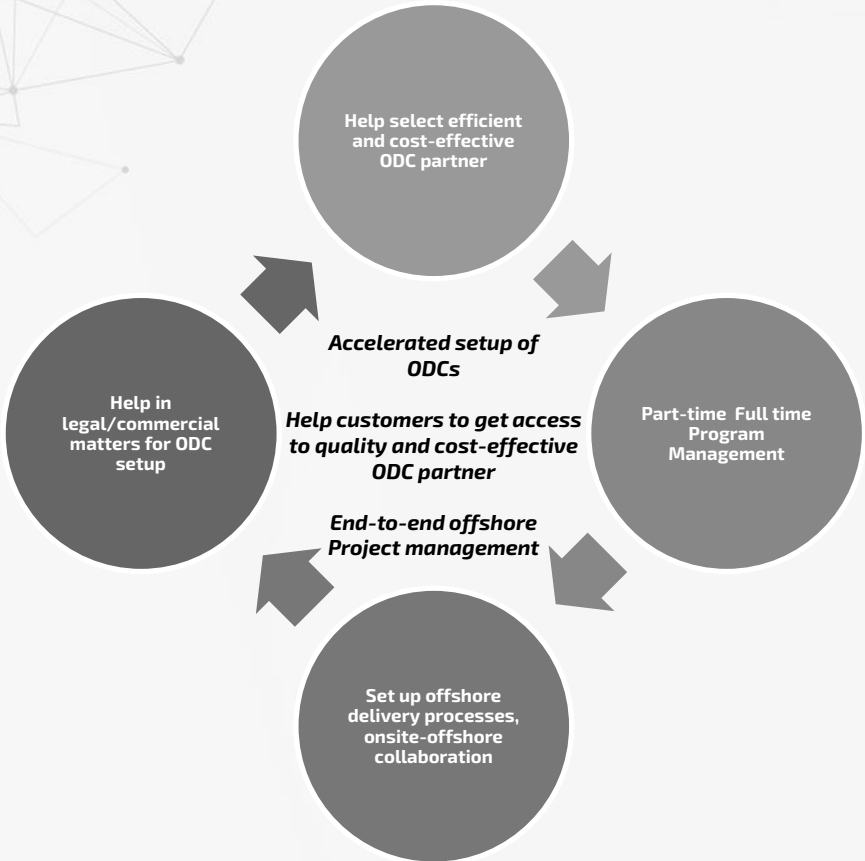 Help select efficient
and cost-effective
ODC partner
Accelerated setup of
ODCs
Help customers to get access
to quality and cost-effective
ODC partner
End-to-end offshore
Project management
Part-time  Full time
Program
Management
Set up offshore
delivery processes,
onsite-offshore
collaboration
Help in
legal/commercial
matters for ODC
setup